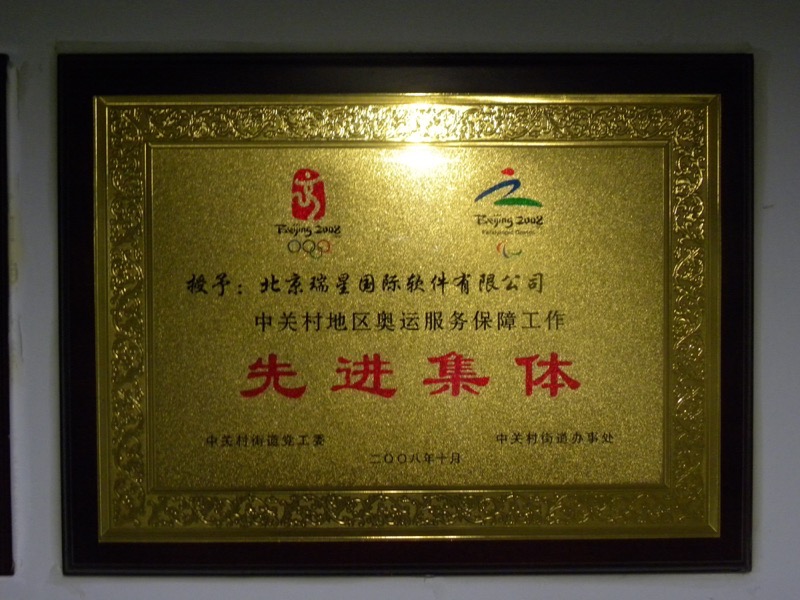 Beijing 2008
Beijing 2008
Paralympic Games
授予：北京瑞星国际软件有限公司
中关村地区奥运服务保障工作
先进集体
中关村街道党工委
中关村街道办事处
二〇〇八年十月